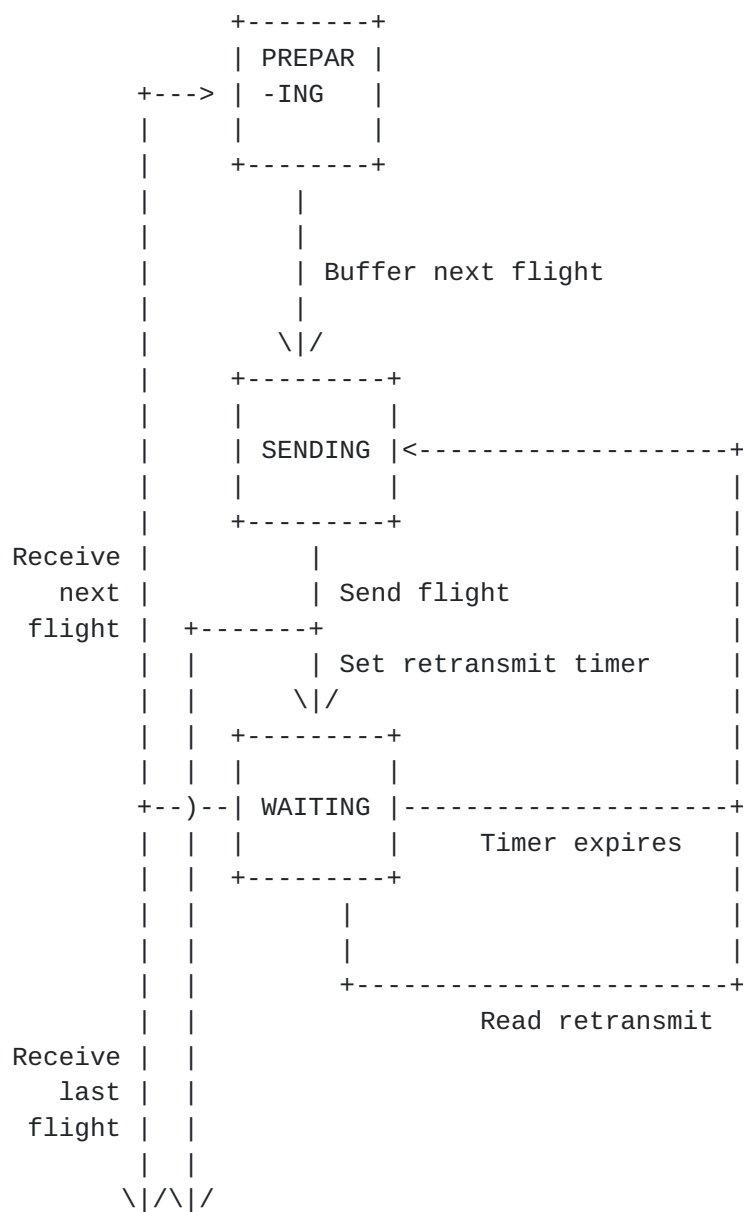 PREPAR
-ING
Buffer next flight
SENDING
Receive
next
flight
Send flight
Set retransmit timer
WAITING
Timer expires
Read retransmit
Receive
last
flight